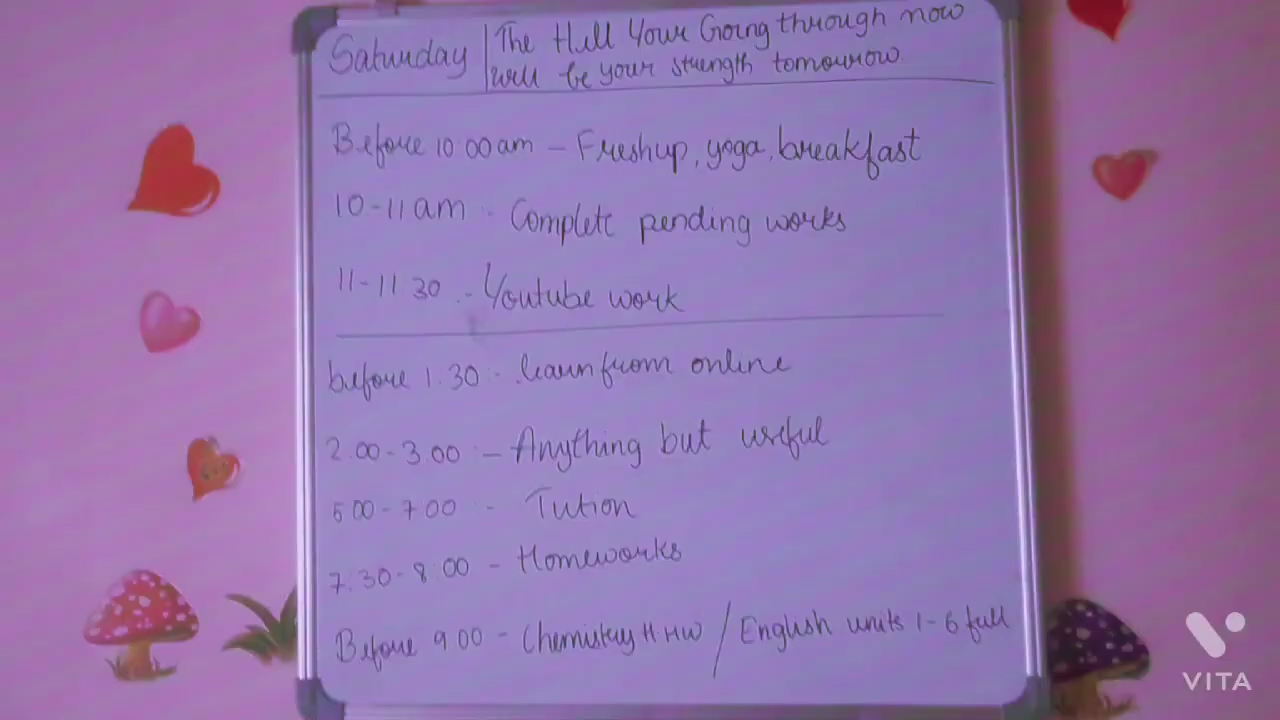 Saturday | The Hell Your Going through now
will be your strength tomourrow
Before 10 00 am - Freshup, yoga, breakfast
10-11 am - Complete pending works
11-11 30 - Youtube work
before 1.30 - learn from online
2.00-3.00 - Anything but useful
5 00-7 00 - Tution
7.30-8.00 - Homeworks
Before 9 00 - Chemistry HW / English units 1-6 full
VITA